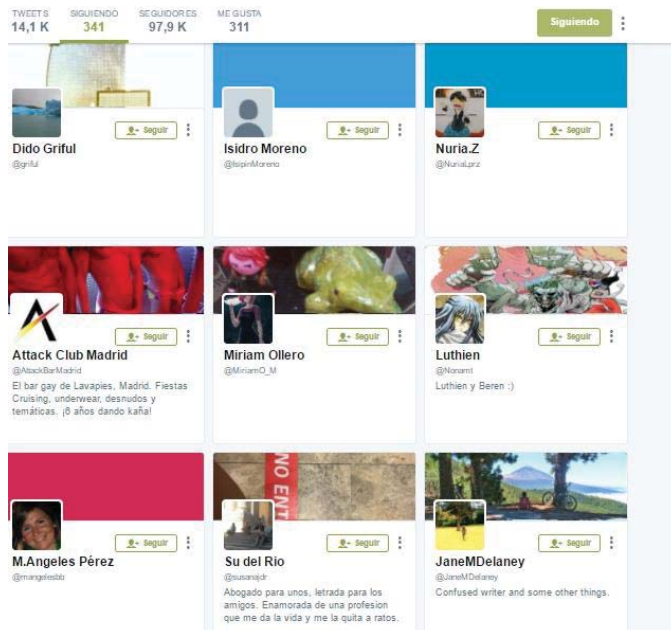 TWEETS SIGUIENDO SEGUIDORES ME GUSTA
14,1 K 341 97,9 K 311
Siguiendo
Seguir Seguir Seguir
Dido Griful Isidro Moreno Nuria.Z
@griful @IsipinMoreno @NuriaLprz
Seguir Seguir Seguir
Attack Club Madrid Miriam Ollero Luthien
@AttackBarMadrid @MiriamO_M @Nonamt
El bar gay de Lavapies, Madrid. Fiestas Luthien y Beren :)
Cruising, underwear, desnudos y
temáticas. ¡6 años dando kaña!
NO ENT
Seguir Seguir Seguir
M.Angeles Pérez Su del Rio JaneMDelaney
@mangelesbb @susanajdr @JaneMDelaney
Abogado para unos, letrada para los Confused writer and some other things.
amigos. Enamorada de una profesion
que me da la vida y me la quita a ratos.